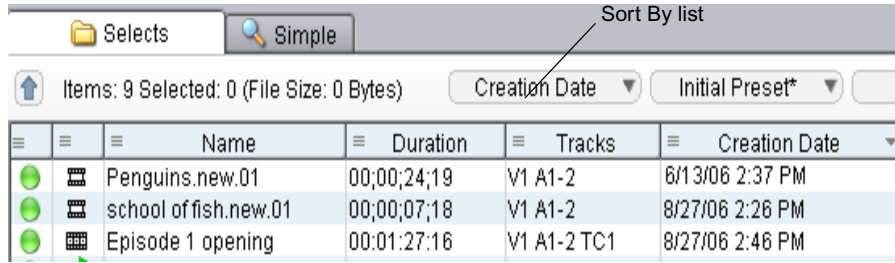 Sort By list
Selects Simple
Items: 9 Selected: 0 (File Size: 0 Bytes) Creation Date Initial Preset*
Name Duration Tracks Creation Date
Penguins.new.01 00;00;24;19 V1 A1-2 6/13/06 2:37 PM
school of fish.new.01 00;00;07;18 V1 A1-2 8/27/06 2:26 PM
Episode 1 opening 00:01:27:16 V1 A1-2 TC1 8/27/06 2:46 PM